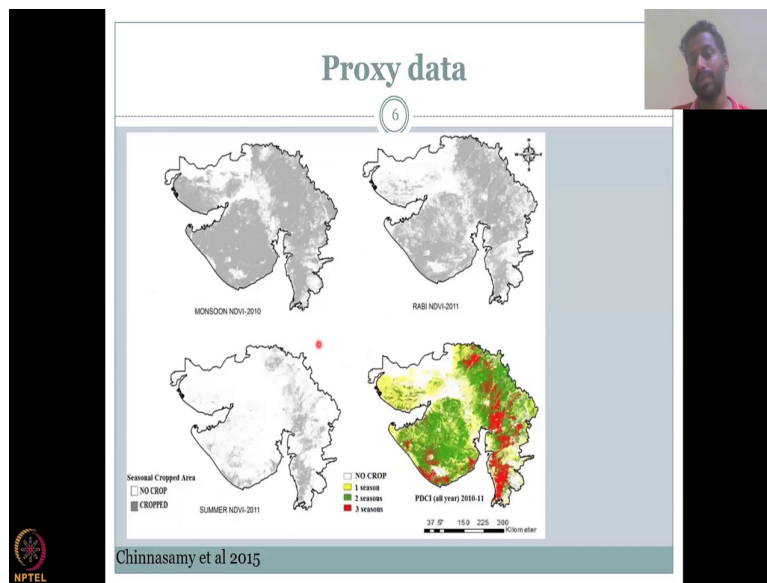 Proxy data
6
MONSOON NDVI-2010
RABI NDVI-2011
Seasonal Cropped Area
NO CROP
CROPPED
SUMMER NDVI-2011
NO CROP
1 season
2 seasons
3 seasons
PDCI (all year) 2010-11
37.5 75 150 225 300
Kilometer
Chinnasamy et al 2015
NPTEL